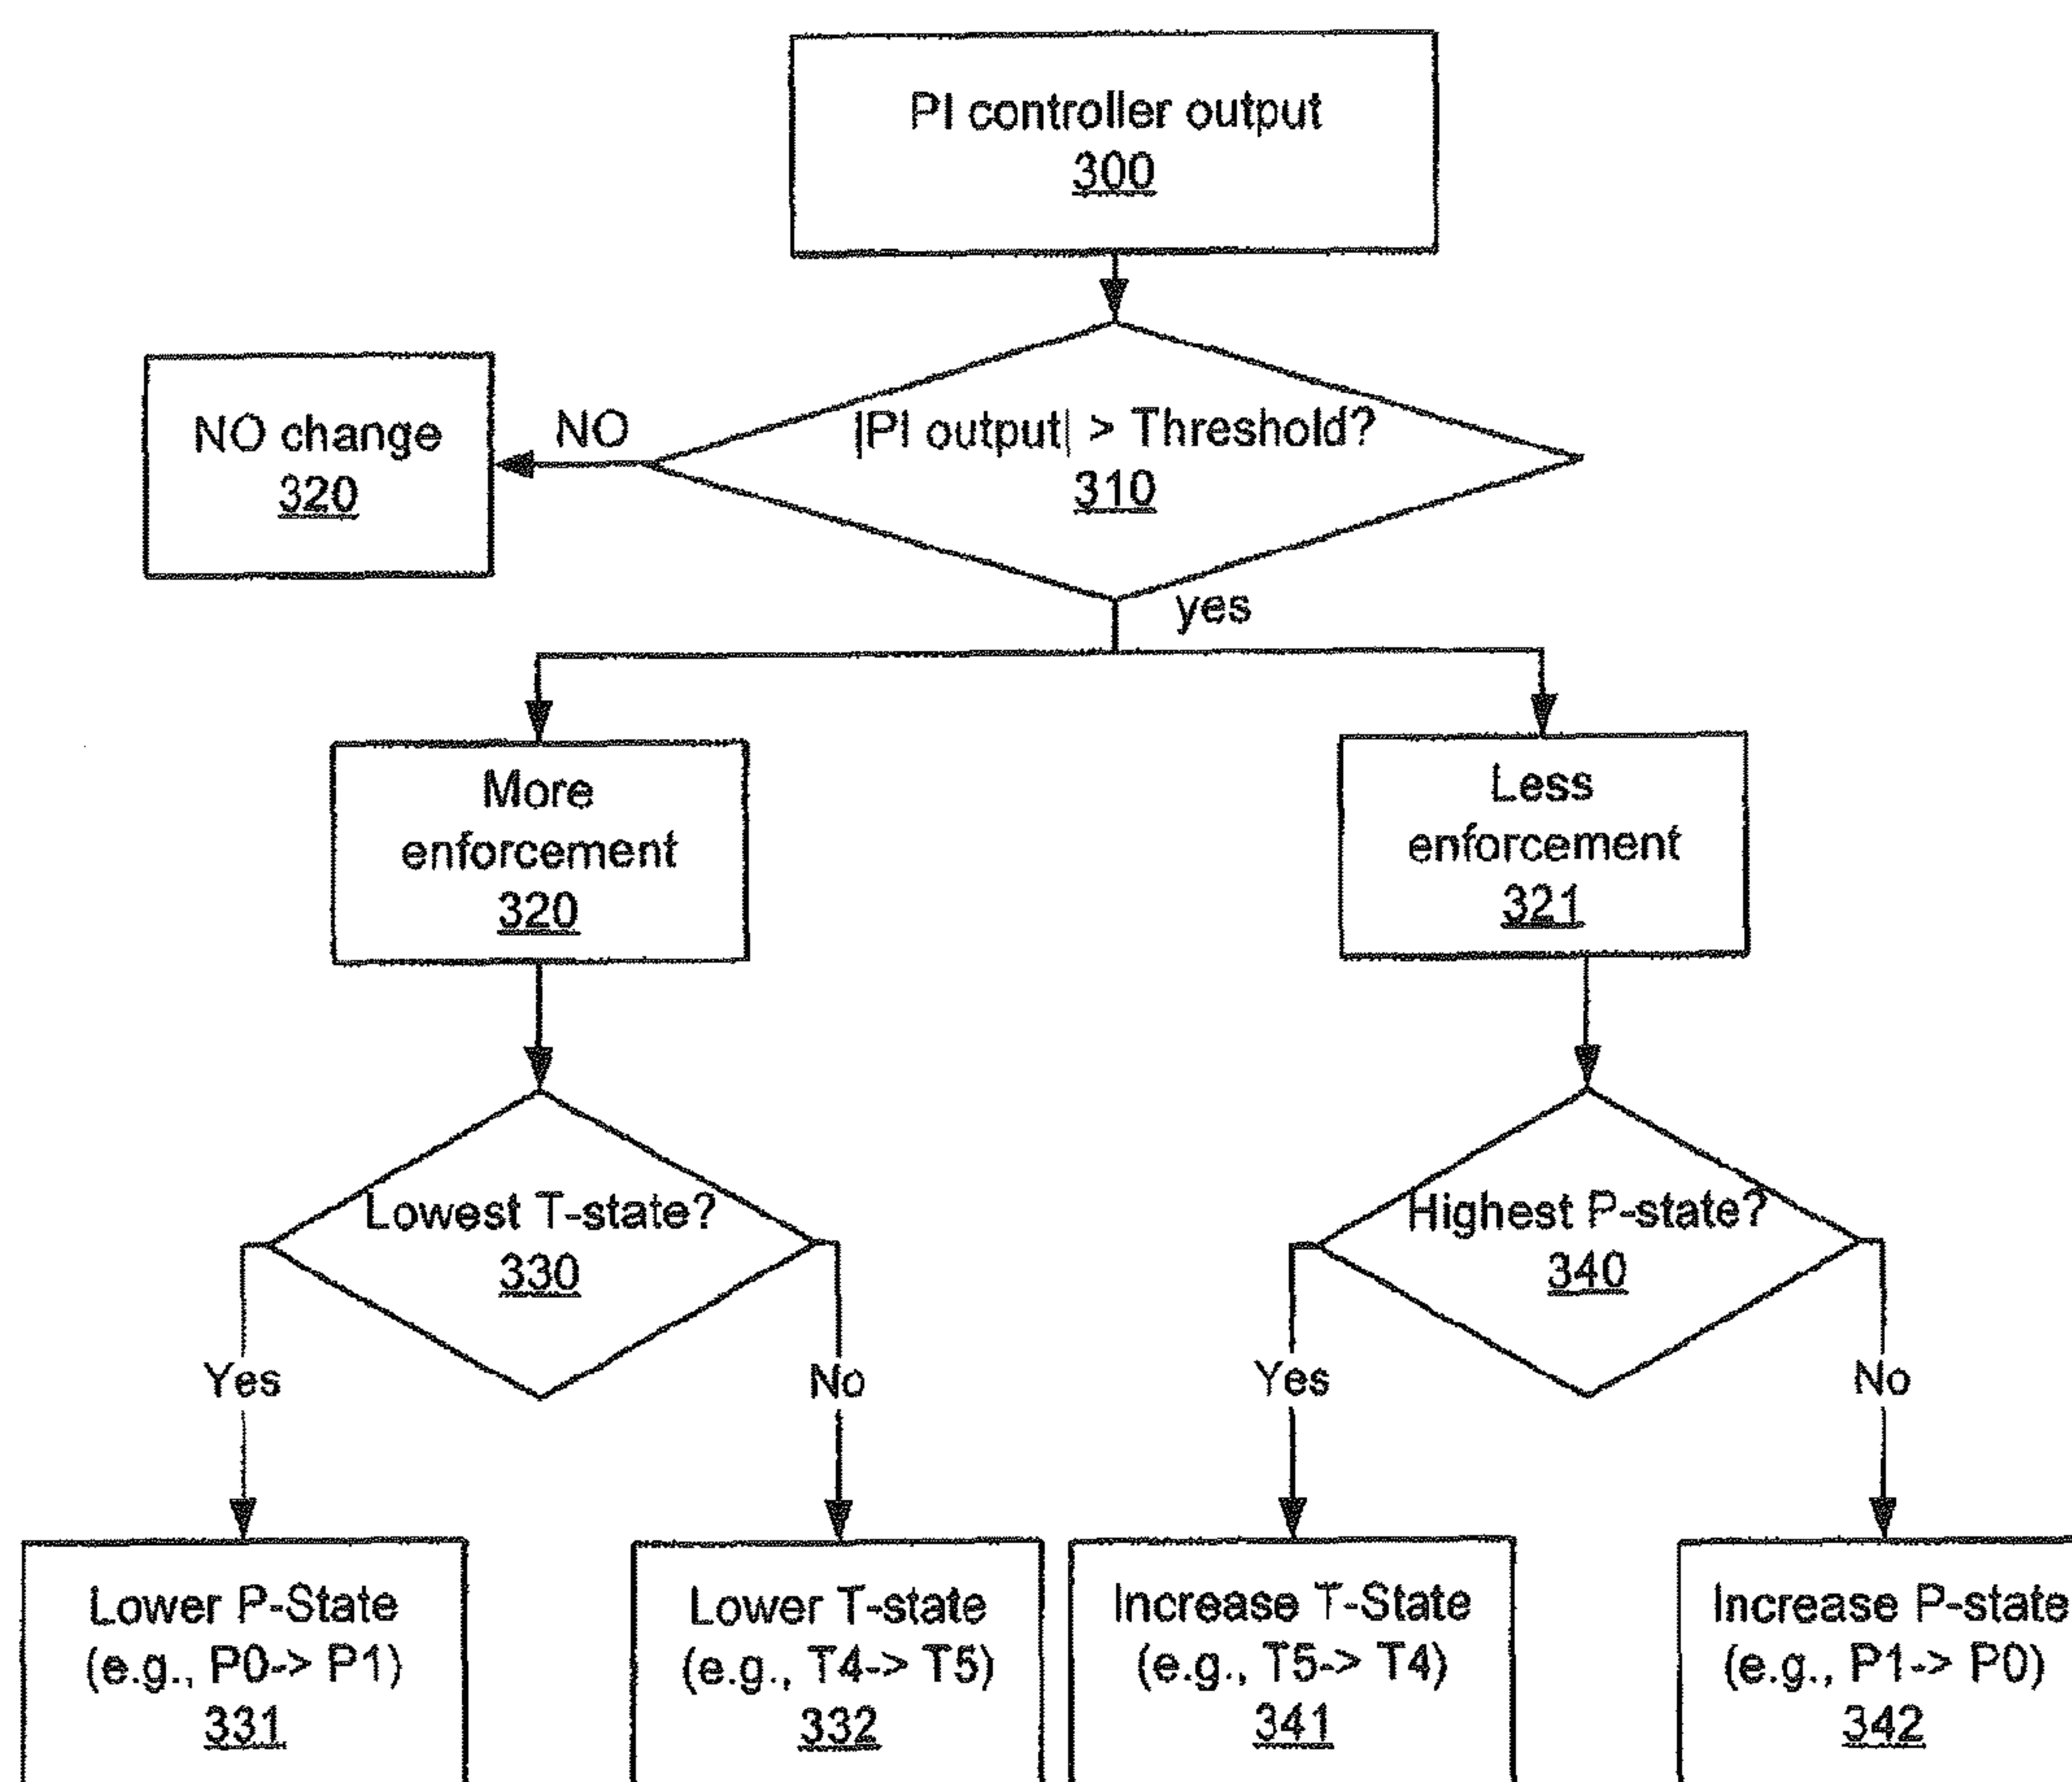 PI controller output
300
|PI output| > Threshold?
310
NO
NO change
320
yes
More
enforcement
320
Less
enforcement
321
Lowest T-state?
330
Highest P-state?
340
Yes
No
Yes
No
Lower P-State
(e.g., P0-> P1)
331
Lower T-state
(e.g., T4-> T5)
332
Increase T-State
(e.g., T5-> T4)
341
Increase P-state
(e.g., P1-> P0)
342